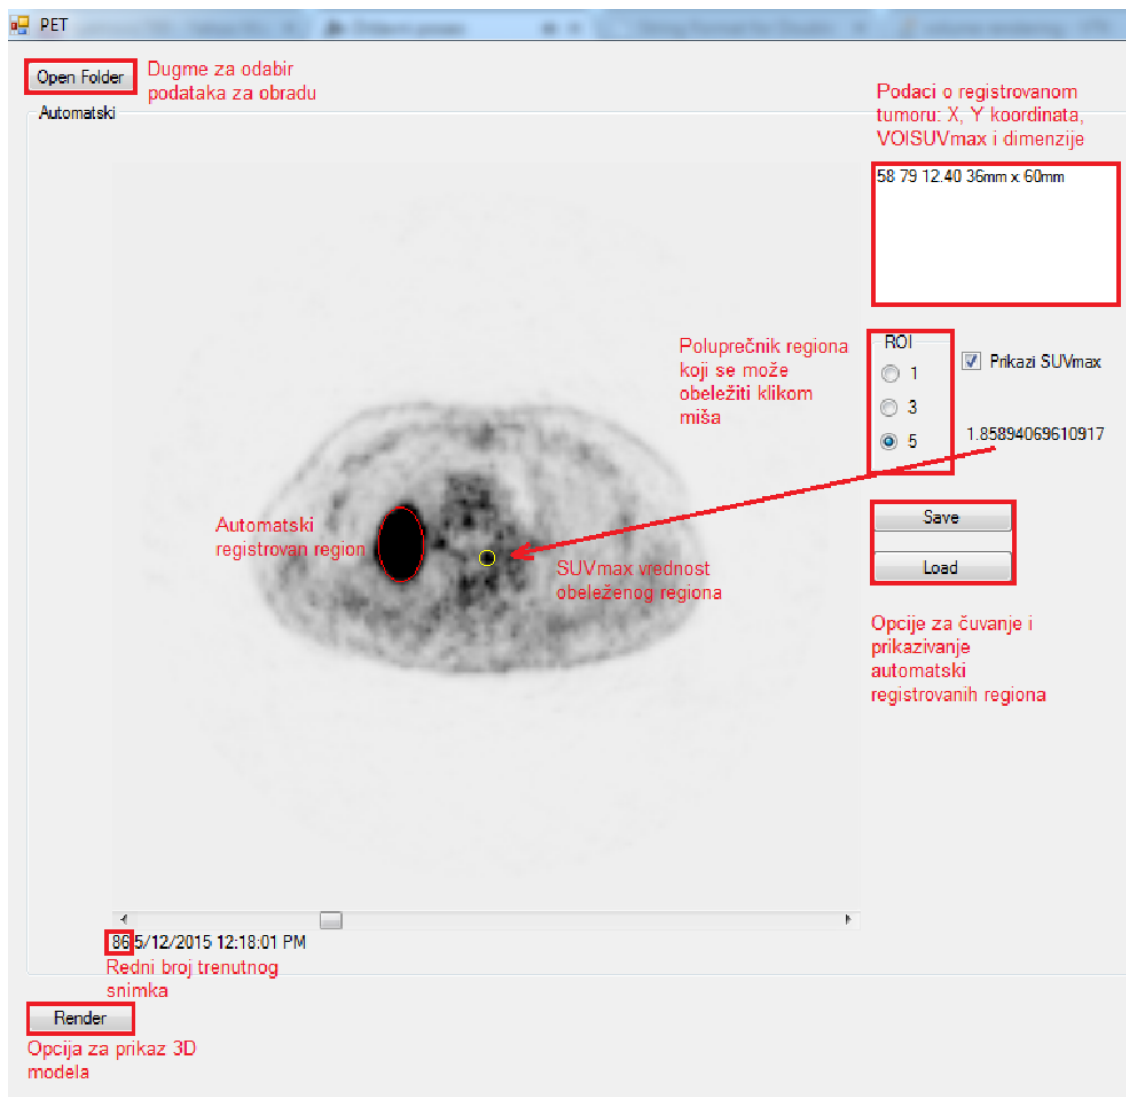 PET
Open Folder
Dugme za odabir
podataka za obradu
Automatski
Podaci o registrovanom
tumoru: X, Y koordinata,
VOISUVmax i dimenzije
58 79 12.40 36mm x 60mm
Poluprečnik regiona
koji se može
obeležiti klikom
miša
ROI
1
3
5
Prikazi SUVmax
1.85894069610917
Automatski
registrovan region
SUVmax vrednost
obeleženog regiona
Save
Load
Opcije za čuvanje i
prikazivanje
automatski
registrovanih regiona
86 5/12/2015 12:18:01 PM
Redni broj trenutnog
snimka
Render
Opcija za prikaz 3D
modela